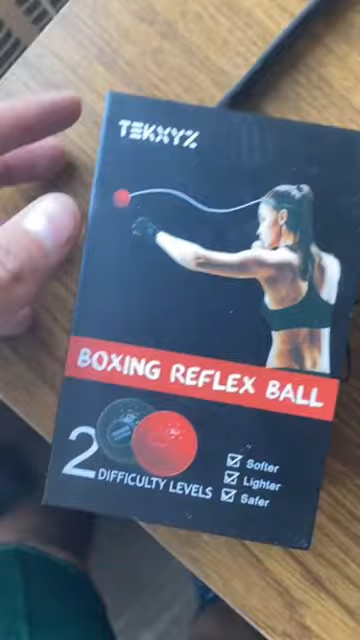 TEKXYZ
BOXING REFLEX BALL
2 DIFFICULTY LEVELS
☑ Softer
☑ Lighter
☑ Safer